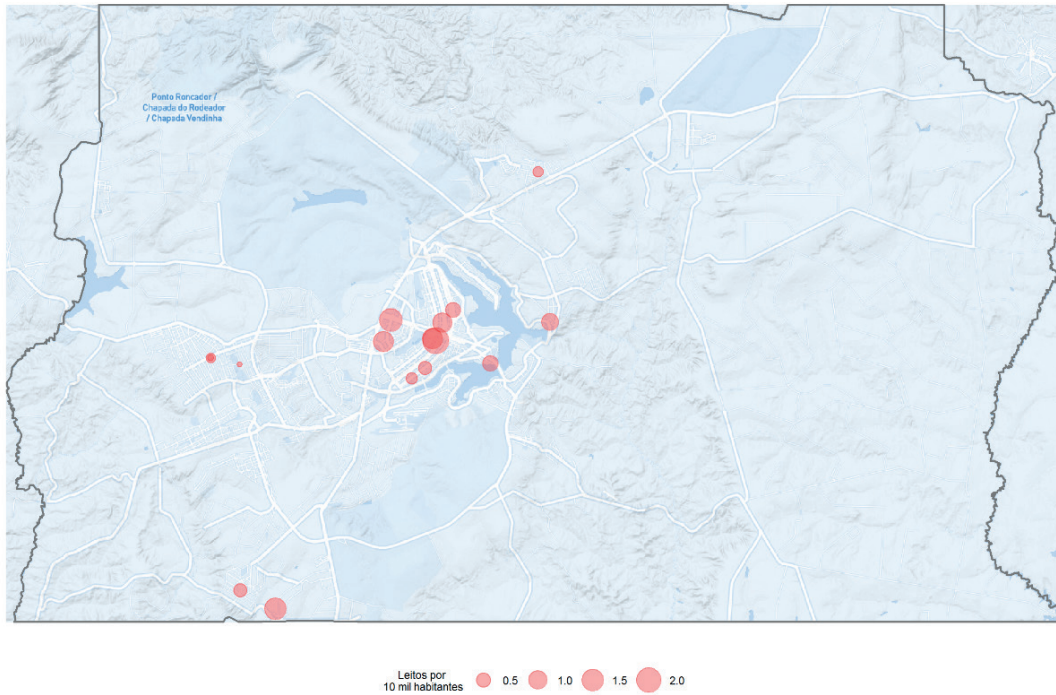 Ponto Roncador /
Chapada do Rodeador
/ Chapada Vendinha
Leitos por
10 mil habitantes
0.5
1.0
1.5
2.0